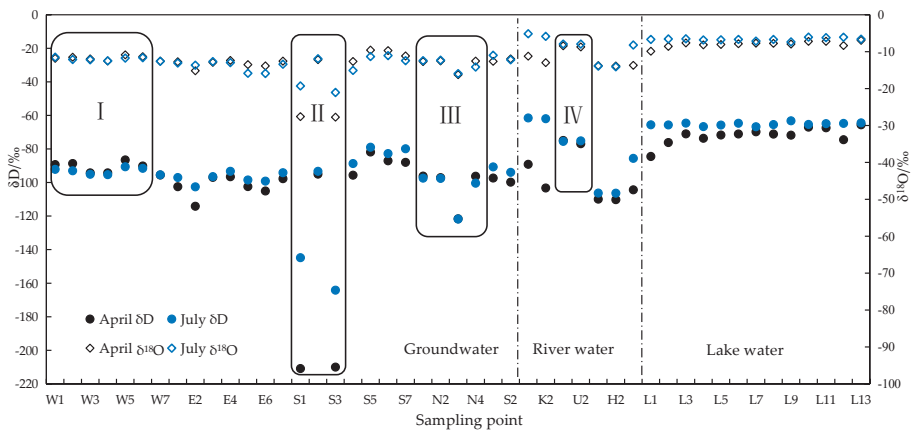 0
-20
-40
-60
-80
-100
-120
-140
-160
-180
-200
-220
δD/‰
0
-10
-20
-30
-40
-50
-60
-70
-80
-90
-100
δ¹⁸O/‰
I
II
III
IV
April δD
July δD
April δ¹⁸O
July δ¹⁸O
Groundwater
River water
Lake water
W1 W3 W5 W7 E2 E4 E6 S1 S3 S5 S7 N2 N4 S2 K2 U2 H2 L1 L3 L5 L7 L9 L11 L13
Sampling point